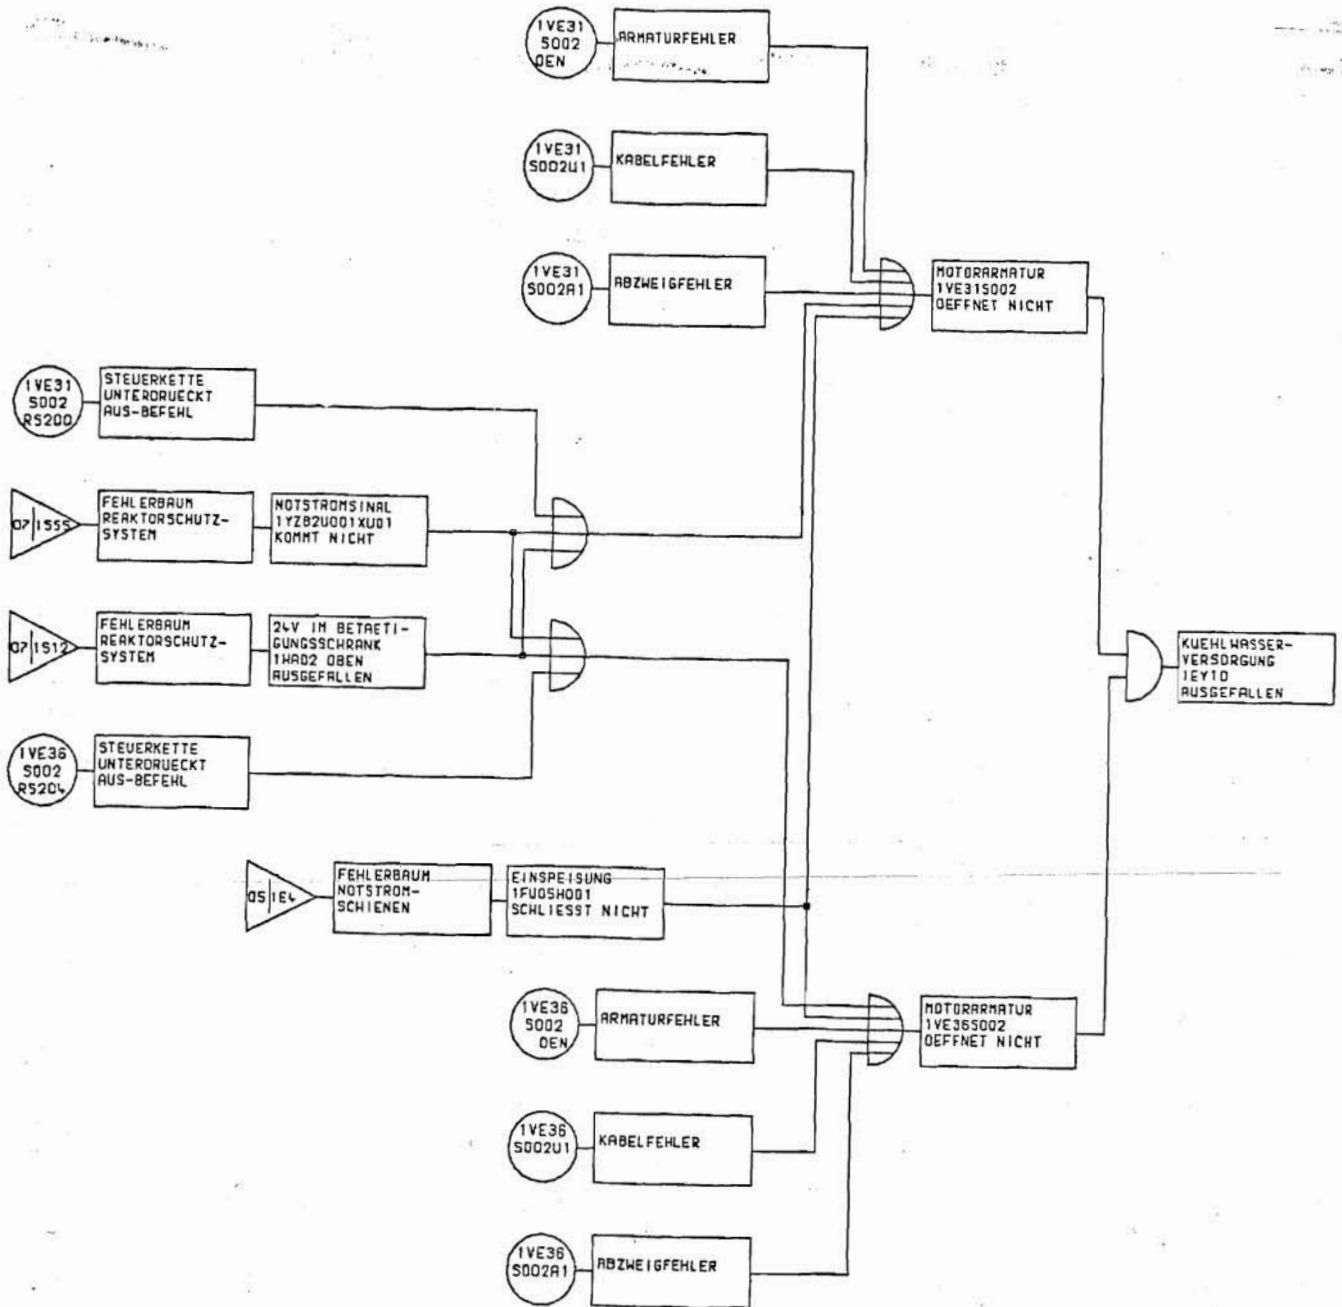 1VE31
S002
OEN
ARMATURFEHLER
1VE31
S002U1
KABELFEHLER
1VE31
S002A1
ABZWEIGFEHLER
MOTORARMATUR
1VE31S002
OEFFNET NICHT
1VE31
S002
RS200
STEUERKETTE
UNTERDRUECKT
AUS-BEFEHL
07/1S55
FEHLERBAUM
REAKTORSCHUTZ-
SYSTEM
NOTSTROMSINAL
1YZ82U001XU01
KOMMT NICHT
07/1S12
FEHLERBAUM
REAKTORSCHUTZ-
SYSTEM
24V IM BETAETI-
GUNGSSCHRANK
1HA02 OBEN
AUSGEFALLEN
KUEHLWASSER-
VERSORGUNG
1EY10
AUSGEFALLEN
1VE36
S002
RS204
STEUERKETTE
UNTERDRUECKT
AUS-BEFEHL
05|1E4
FEHLERBAUM
NOTSTROM-
SCHIENEN
EINSPEISUNG
1FU05H001
SCHLIESST NICHT
1VE36
S002
OEN
ARMATURFEHLER
MOTORARMATUR
1VE36S002
OEFFNET NICHT
1VE36
S002U1
KABELFEHLER
1VE36
S002A1
ABZWEIGFEHLER